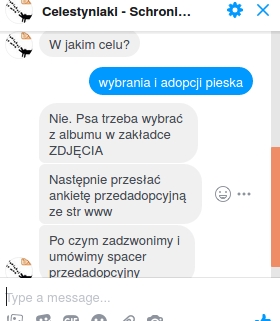 Celestyniaki - Schroni...
W jakim celu?
wybrania i adopcji pieska
Nie. Psa trzeba wybrać
z albumu w zakładce
ZDJĘCIA
Następnie przesłać
ankietę przedadopcyjną
ze str www
Po czym zadzwonimy i
umówimy spacer
przedadopcyjny
Type a message...